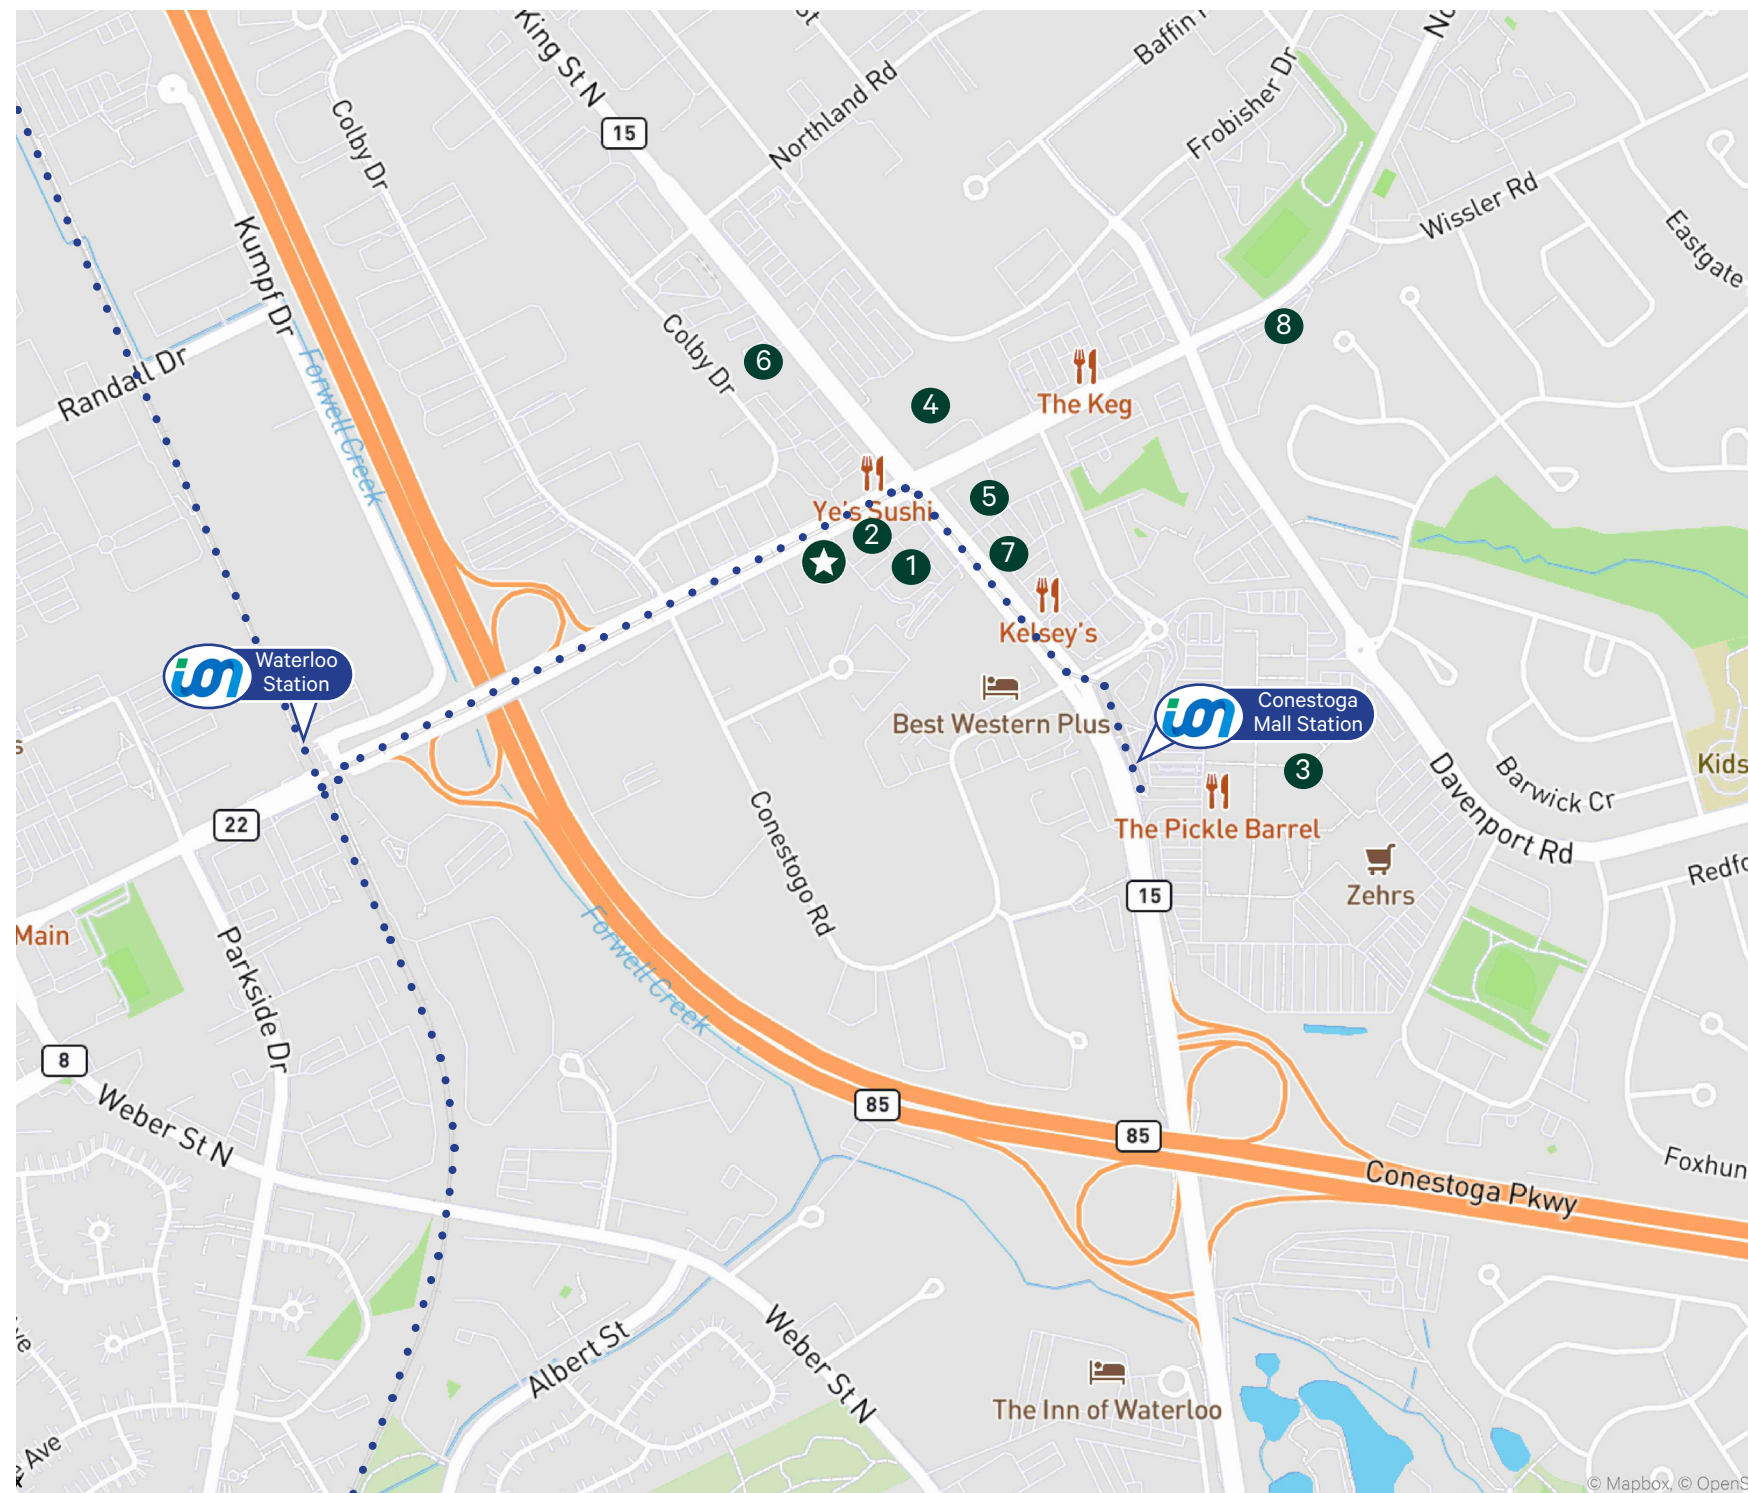 King St N
Baffin
Northland Rd
Frobisher Dr
15
Colby Dr
Wissler Rd
Eastgate
Kumpf Dr
Randall Dr
Forwell Creek
Colby Dr
6
8
4
The Keg
Ye's Sushi
5
2
1
7
Kelsey's
ion
Waterloo
Station
Best Western Plus
ion
Conestoga
Mall Station
3
Kids
22
The Pickle Barrel
Barwick Cr
Davenport Rd
Conestogo Rd
15
Zehrs
Main
Parkside Dr
Forwell Creek
8
Weber St N
85
85
Conestoga Pkwy
Foxhun
Albert St
Weber St N
The Inn of Waterloo
Ave
© Mapbox, © OpenS